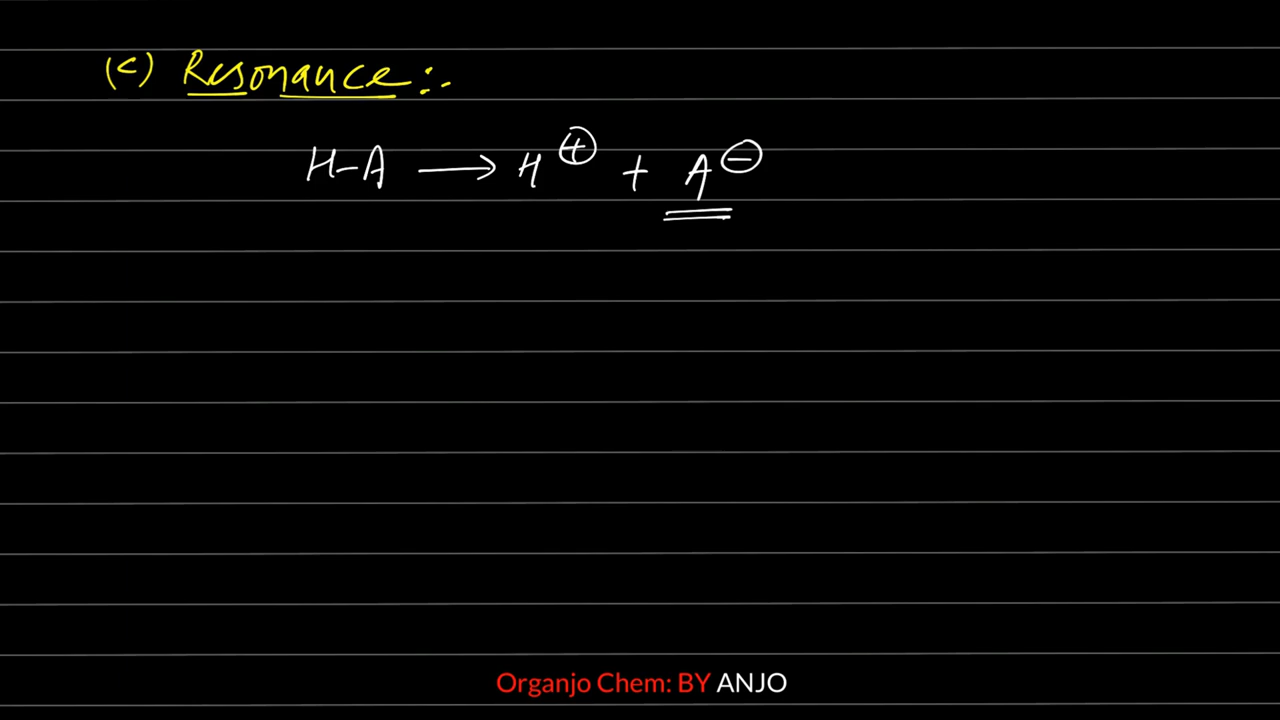 (c) Resonance:-
H-A ⟶ H⊕ + A⊖
Organjo Chem: BY ANJO